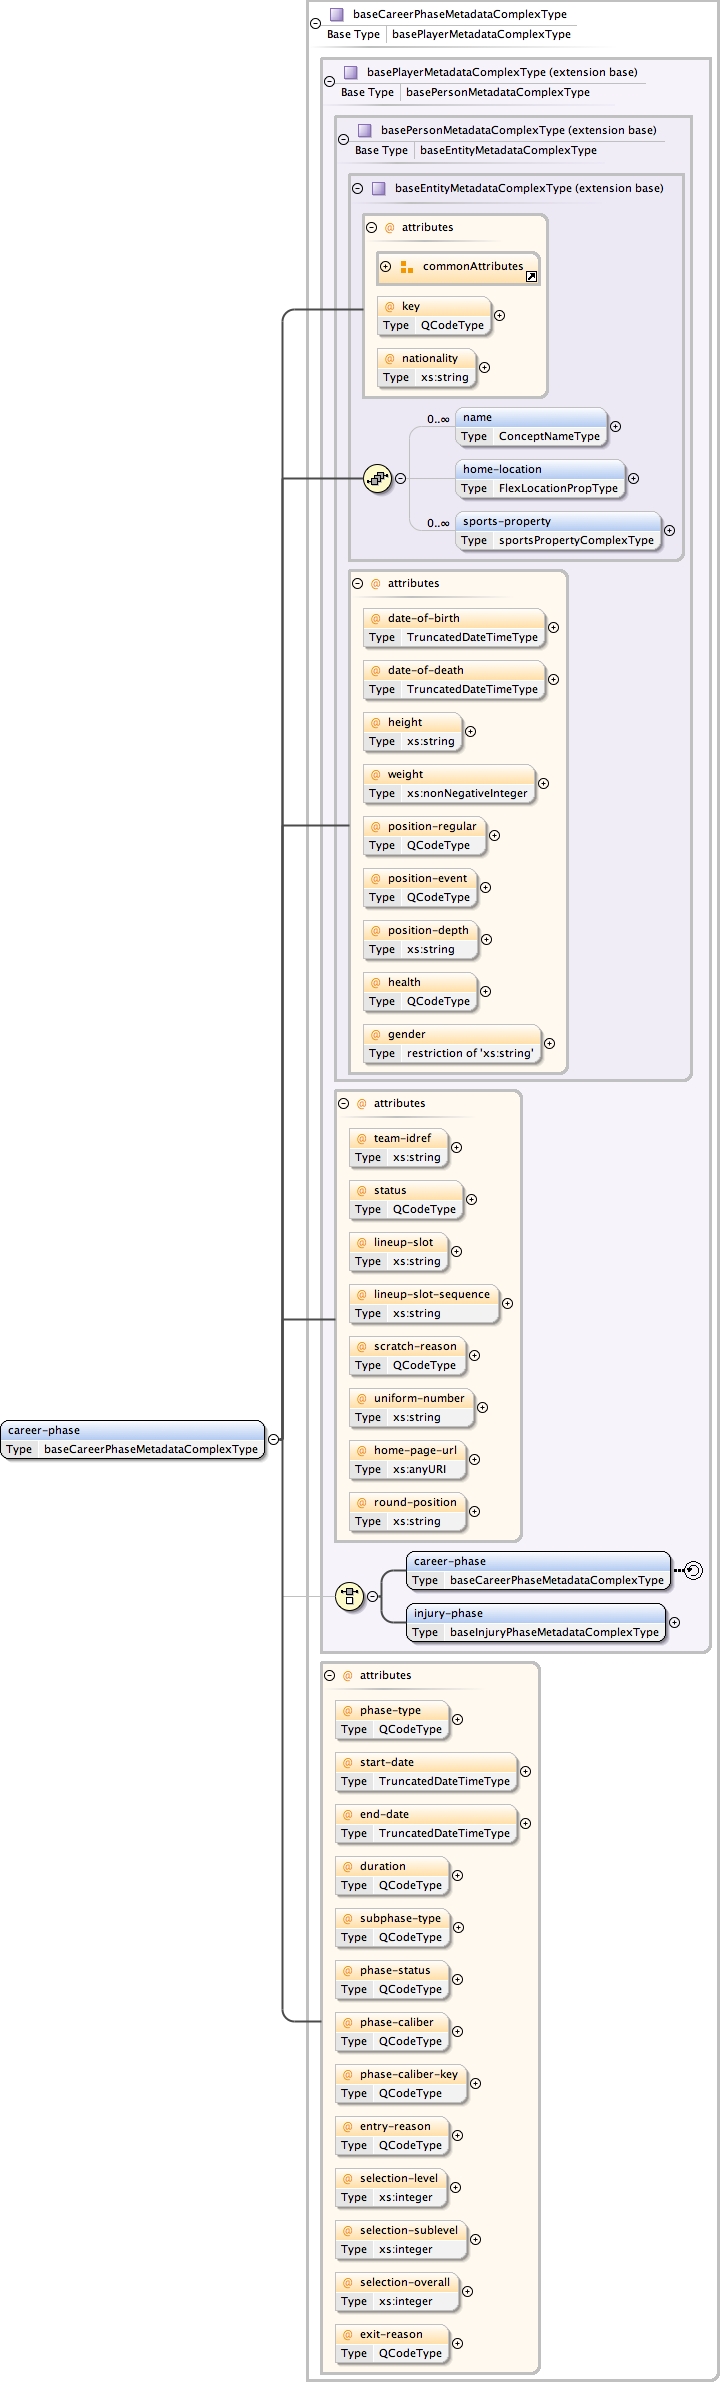 baseCareerPhaseMetadataComplexType
Base Type basePlayerMetadataComplexType
basePlayerMetadataComplexType (extension base)
Base Type basePersonMetadataComplexType
basePersonMetadataComplexType (extension base)
Base Type baseEntityMetadataComplexType
baseEntityMetadataComplexType (extension base)
@ attributes
commonAttributes
@ key
Type QCodeType
@ nationality
Type xs:string
0..∞ name
Type ConceptNameType
home-location
Type FlexLocationPropType
0..∞ sports-property
Type sportsPropertyComplexType
@ attributes
@ date-of-birth
Type TruncatedDateTimeType
@ date-of-death
Type TruncatedDateTimeType
@ height
Type xs:string
@ weight
Type xs:nonNegativeInteger
@ position-regular
Type QCodeType
@ position-event
Type QCodeType
@ position-depth
Type xs:string
@ health
Type QCodeType
@ gender
Type restriction of 'xs:string'
@ attributes
@ team-idref
Type xs:string
@ status
Type QCodeType
@ lineup-slot
Type xs:string
@ lineup-slot-sequence
Type xs:string
@ scratch-reason
Type QCodeType
@ uniform-number
Type xs:string
career-phase
Type baseCareerPhaseMetadataComplexType
@ home-page-url
Type xs:anyURI
@ round-position
Type xs:string
career-phase
Type baseCareerPhaseMetadataComplexType
injury-phase
Type baseInjuryPhaseMetadataComplexType
@ attributes
@ phase-type
Type QCodeType
@ start-date
Type TruncatedDateTimeType
@ end-date
Type TruncatedDateTimeType
@ duration
Type QCodeType
@ subphase-type
Type QCodeType
@ phase-status
Type QCodeType
@ phase-caliber
Type QCodeType
@ phase-caliber-key
Type QCodeType
@ entry-reason
Type QCodeType
@ selection-level
Type xs:integer
@ selection-sublevel
Type xs:integer
@ selection-overall
Type xs:integer
@ exit-reason
Type QCodeType